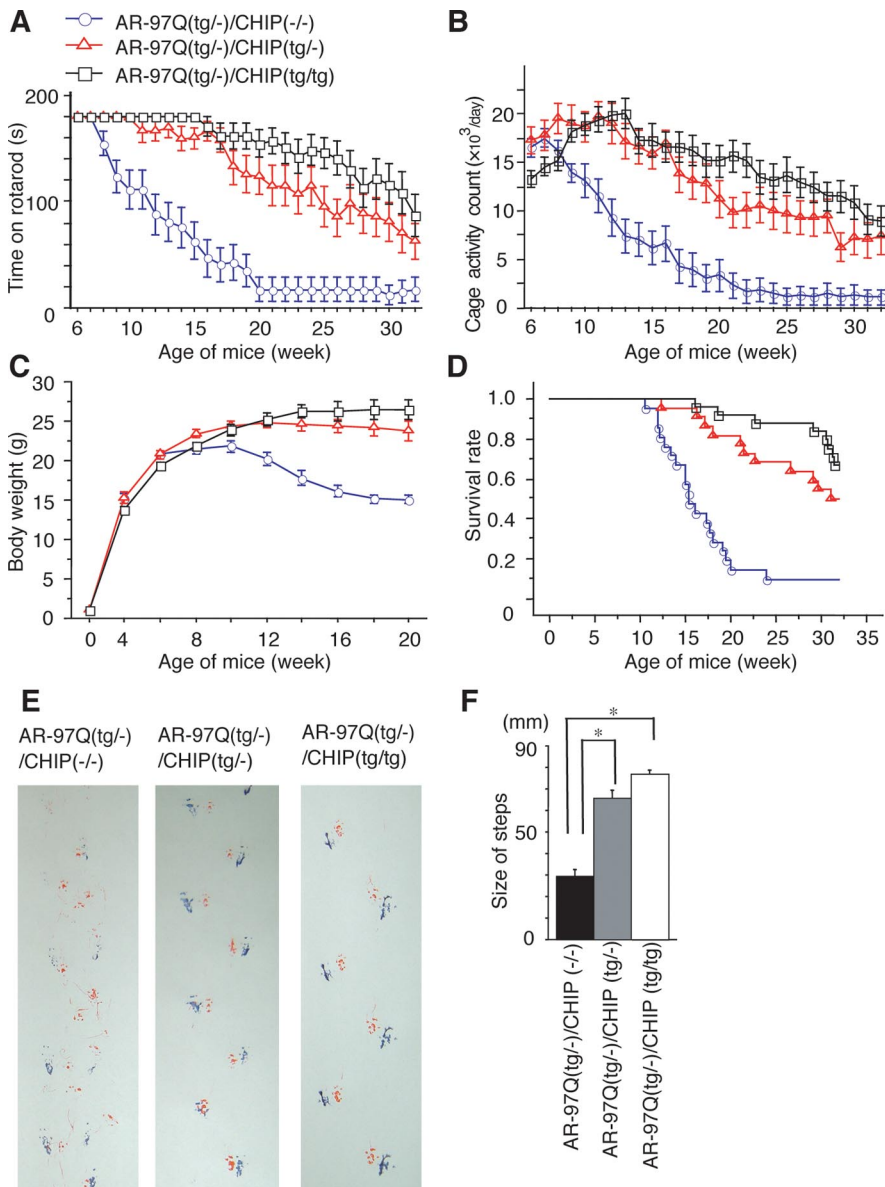 A
AR-97Q(tg/-)/CHIP(-/-)
AR-97Q(tg/-)/CHIP(tg/-)
AR-97Q(tg/-)/CHIP(tg/tg)
Time on rotarod (s)
200
100
0
6 10 15 20 25 30
Age of mice (week)
B
Cage activity count (×10³/day)
20
15
10
5
0
6 10 15 20 25 30
Age of mice (week)
C
Body weight (g)
30
25
20
15
10
5
0
0 4 8 12 16 20
Age of mice (week)
D
Survival rate
1.0
0.8
0.6
0.4
0.2
0
0 5 10 15 20 25 30 35
Age of mice (week)
E
AR-97Q(tg/-)
/CHIP(-/-)
AR-97Q(tg/-)
/CHIP(tg/-)
AR-97Q(tg/-)
/CHIP(tg/tg)
F
(mm)
*
*
90
50
0
Size of steps
AR-97Q(tg/-)/CHIP (-/-)
AR-97Q(tg/-)/CHIP (tg/-)
AR-97Q(tg/-)/CHIP (tg/tg)